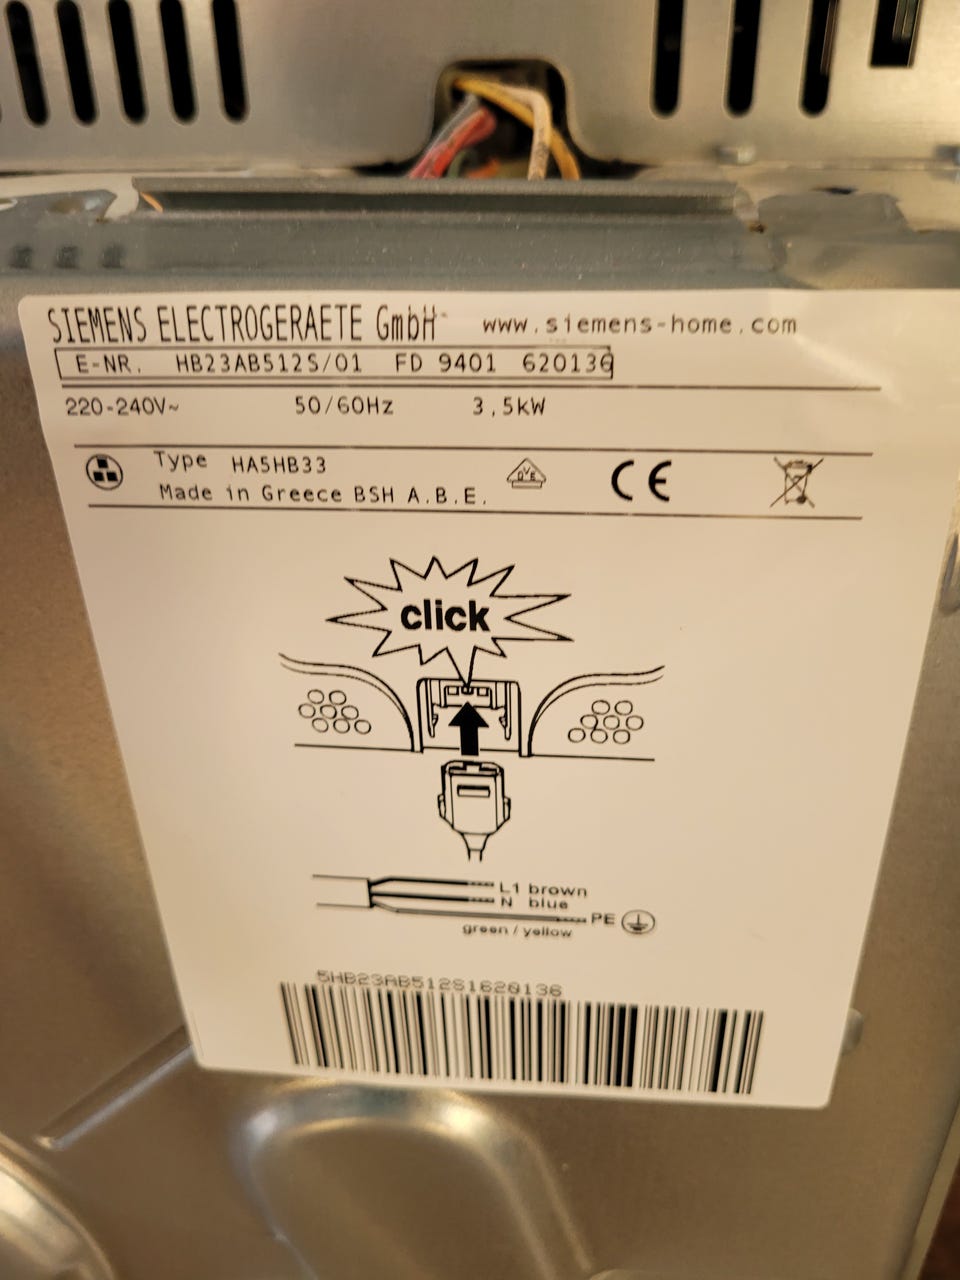 SIEMENS ELECTROGERAETE GmbH www.siemens-home.com
E-NR. HB23AB512S/01 FD 9401 620136
220-240V~ 50/60Hz 3,5kW
Type HA5HB33
Made in Greece BSH A.B.E.
OVE
CE
click
L1 brown
N blue
PE
green/yellow
5HB23AB512S1620136